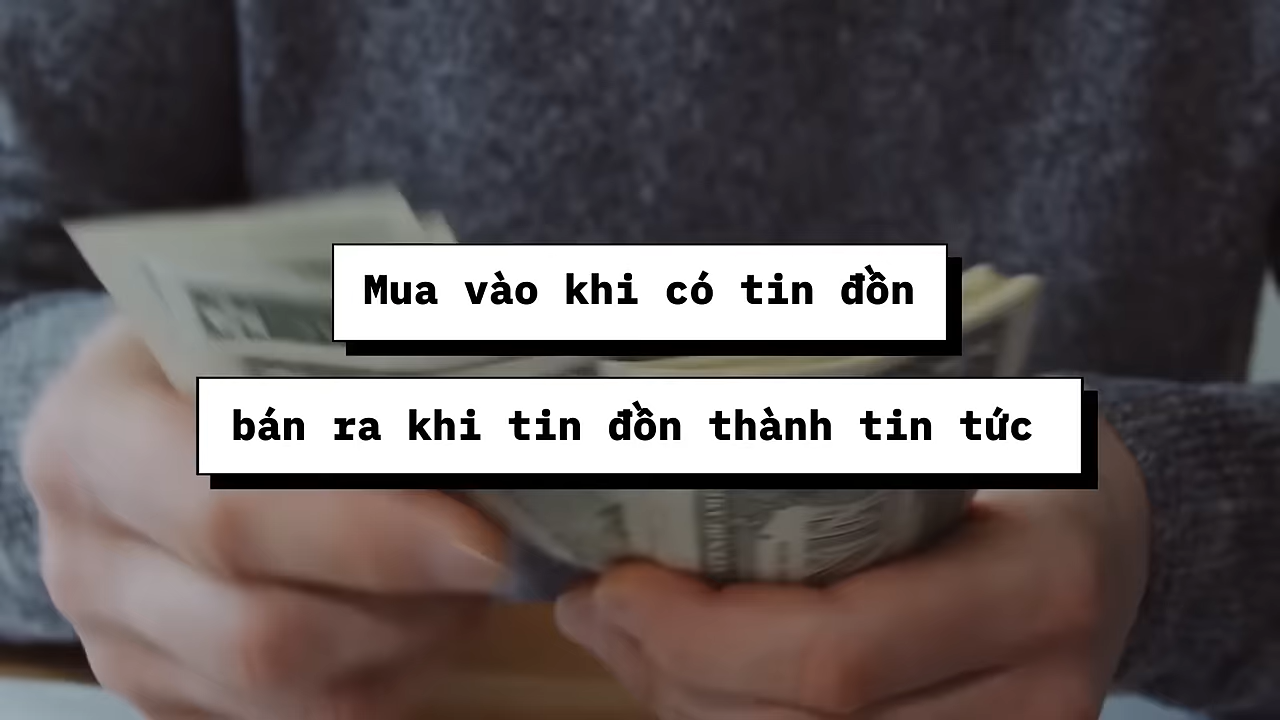 Mua vào khi có tin đồn
bán ra khi tin đồn thành tin tức